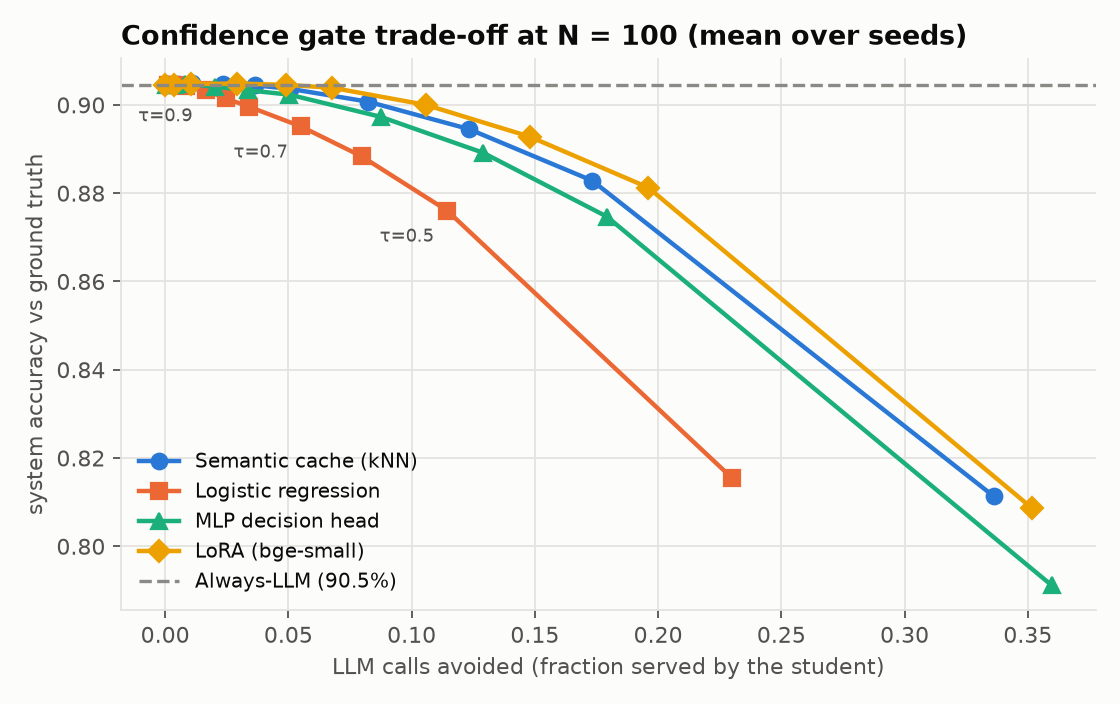 Confidence gate trade-off at N = 100 (mean over seeds)
system accuracy vs ground truth
0.90
0.88
0.86
0.84
0.82
0.80
τ=0.9
τ=0.7
τ=0.5
Semantic cache (kNN)
Logistic regression
MLP decision head
LoRA (bge-small)
Always-LLM (90.5%)
0.00 0.05 0.10 0.15 0.20 0.25 0.30 0.35
LLM calls avoided (fraction served by the student)